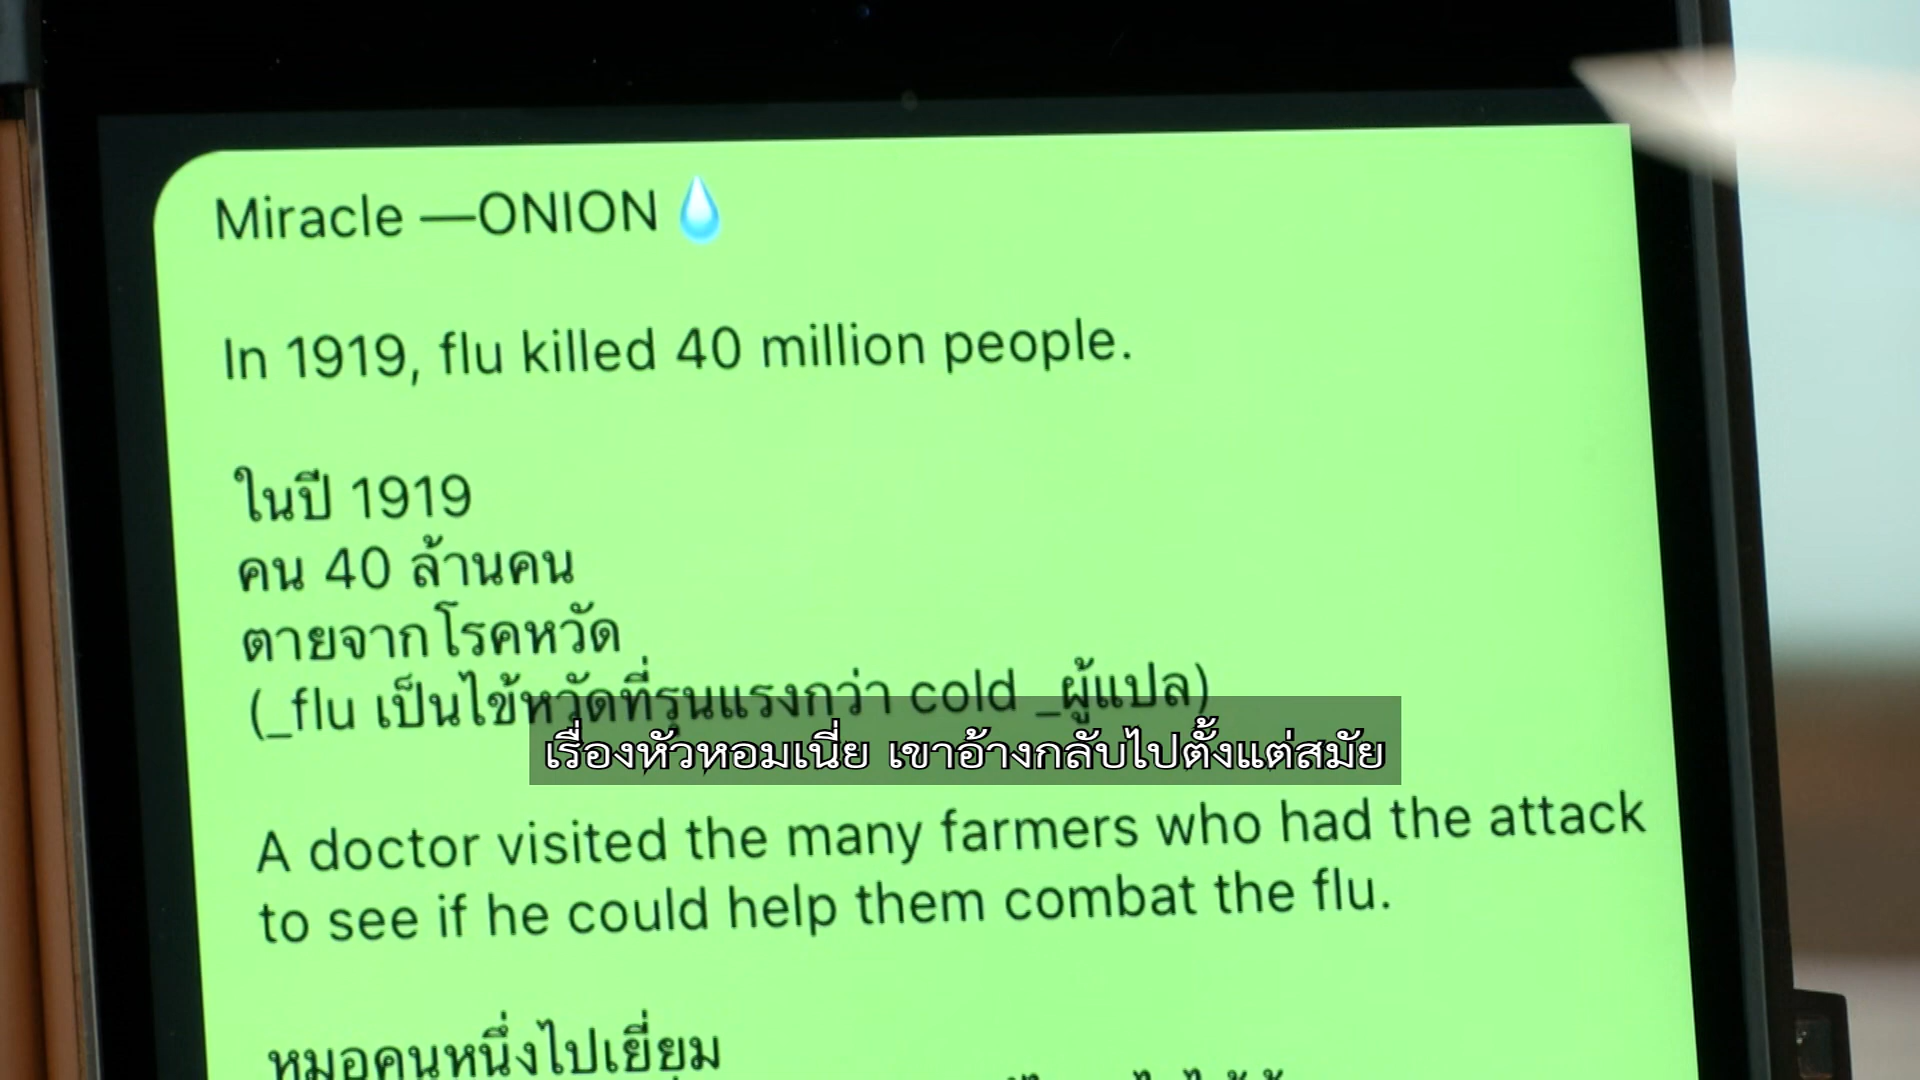 Miracle —ONION💧
In 1919, flu killed 40 million people.
ในปี 1919
คน 40 ล้านคน
ตายจากโรคหวัด
(_flu เป็นไข้หวัดที่รุนแรงกว่า cold _ผู้แปล)
เรื่องหัวหอมเนี่ย เขาอ้างกลับไปตั้งแต่สมัย
A doctor visited the many farmers who had the attack
to see if he could help them combat the flu.
หมอคนหนึ่งไปเยี่ยม